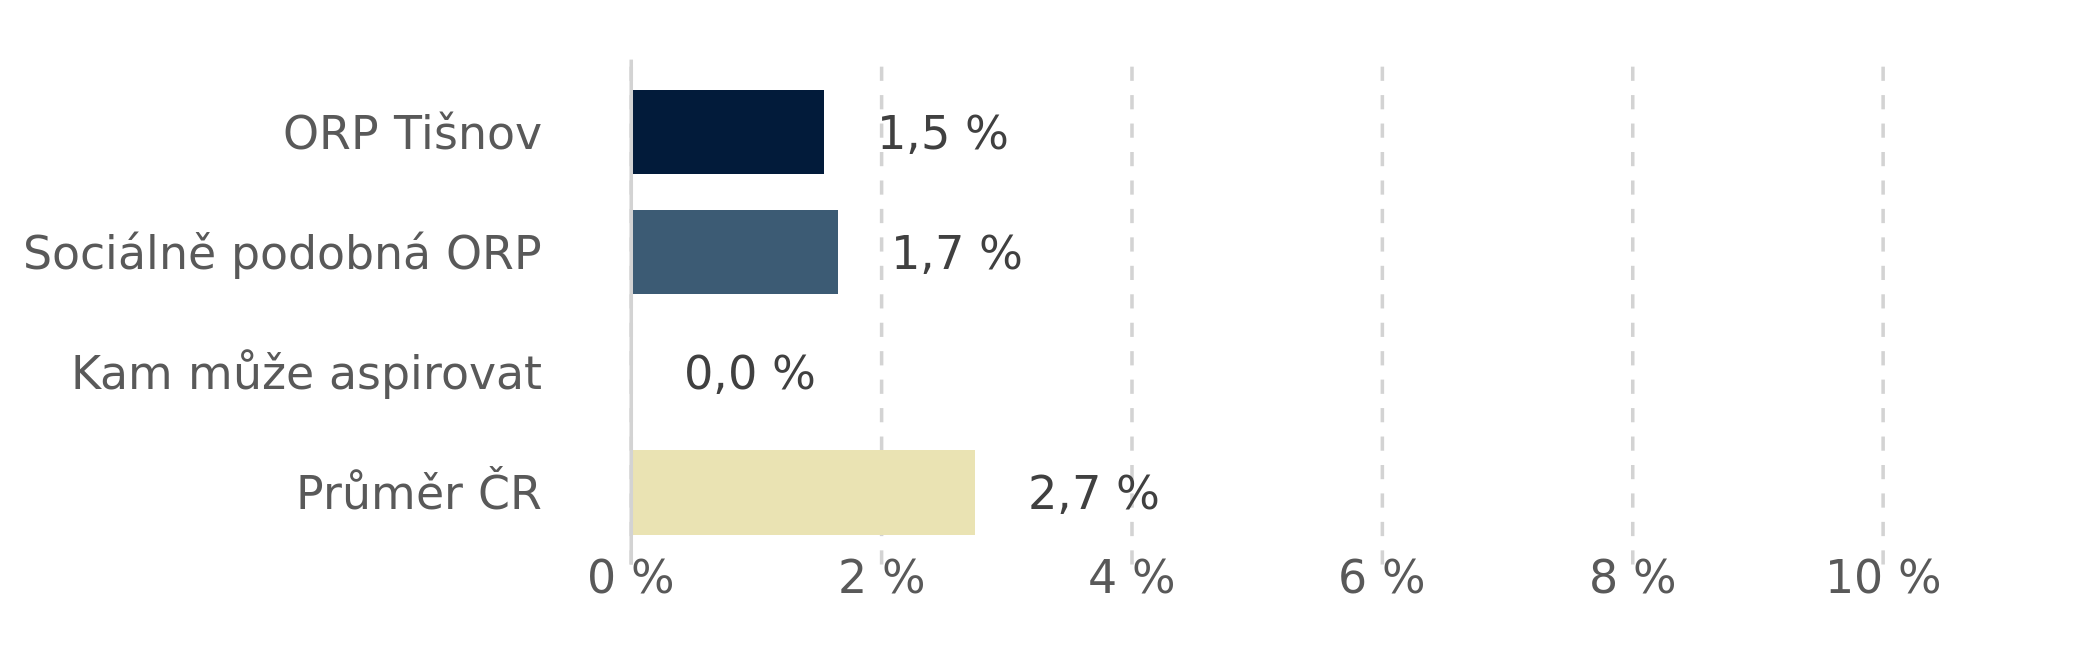 ORP Tišnov 1,5 %
Sociálně podobná ORP 1,7 %
Kam může aspirovat 0,0 %
Průměr ČR 2,7 %
0 % 2 % 4 % 6 % 8 % 10 %